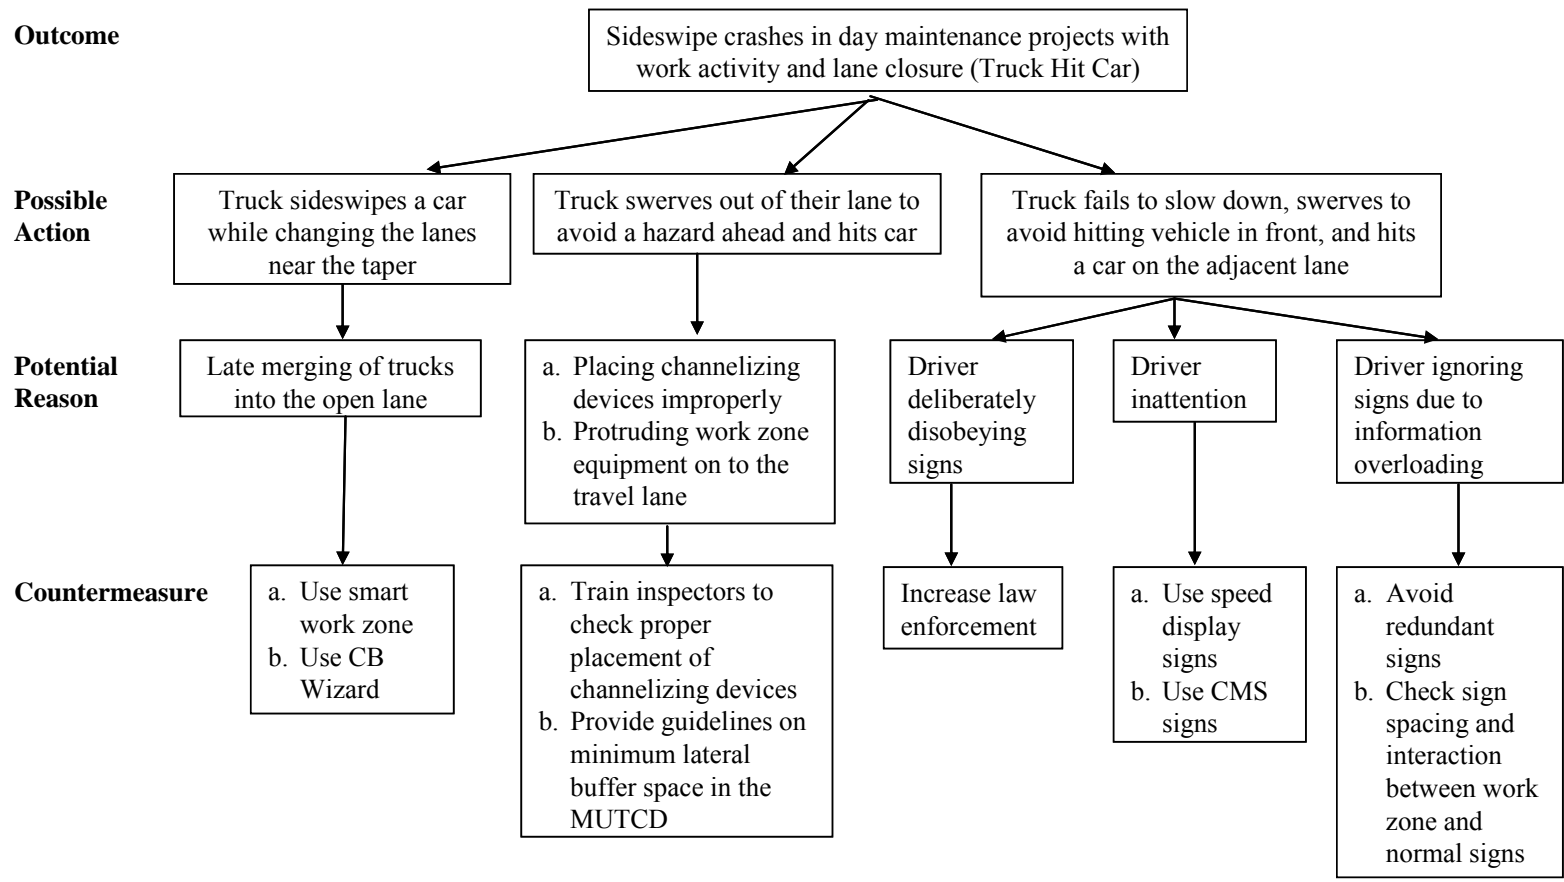 Outcome
Sideswipe crashes in day maintenance projects with
work activity and lane closure (Truck Hit Car)
Possible
Action
Truck sideswipes a car
while changing the lanes
near the taper
Truck swerves out of their lane to
avoid a hazard ahead and hits car
Truck fails to slow down, swerves to
avoid hitting vehicle in front, and hits
a car on the adjacent lane
Potential
Reason
Late merging of trucks
into the open lane
a. Placing channelizing
devices improperly
b. Protruding work zone
equipment on to the
travel lane
Driver
deliberately
disobeying
signs
Driver
inattention
Driver ignoring
signs due to
information
overloading
Countermeasure
a. Use smart
work zone
b. Use CB
Wizard
a. Train inspectors to
check proper
placement of
channelizing devices
b. Provide guidelines on
minimum lateral
buffer space in the
MUTCD
Increase law
enforcement
a. Use speed
display
signs
b. Use CMS
signs
a. Avoid
redundant
signs
b. Check sign
spacing and
interaction
between work
zone and
normal signs